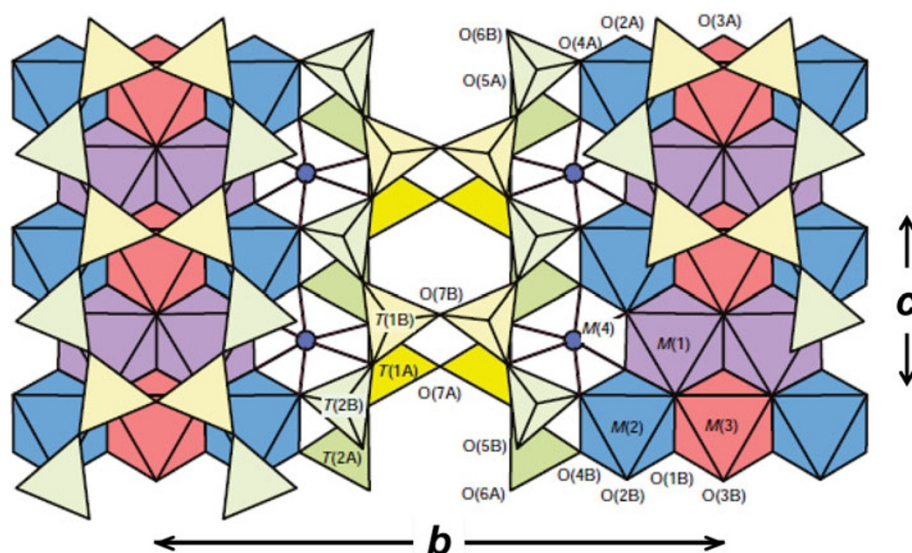 O(2A)
O(3A)
O(6B)
O(4A)
O(5A)
O(7B)
T(1B)
M(4)
M(1)
c
T(1A)
O(7A)
T(2B)
M(2)
M(3)
T(2A)
O(5B)
O(4B)
O(1B)
O(6A)
O(2B)
O(3B)
b